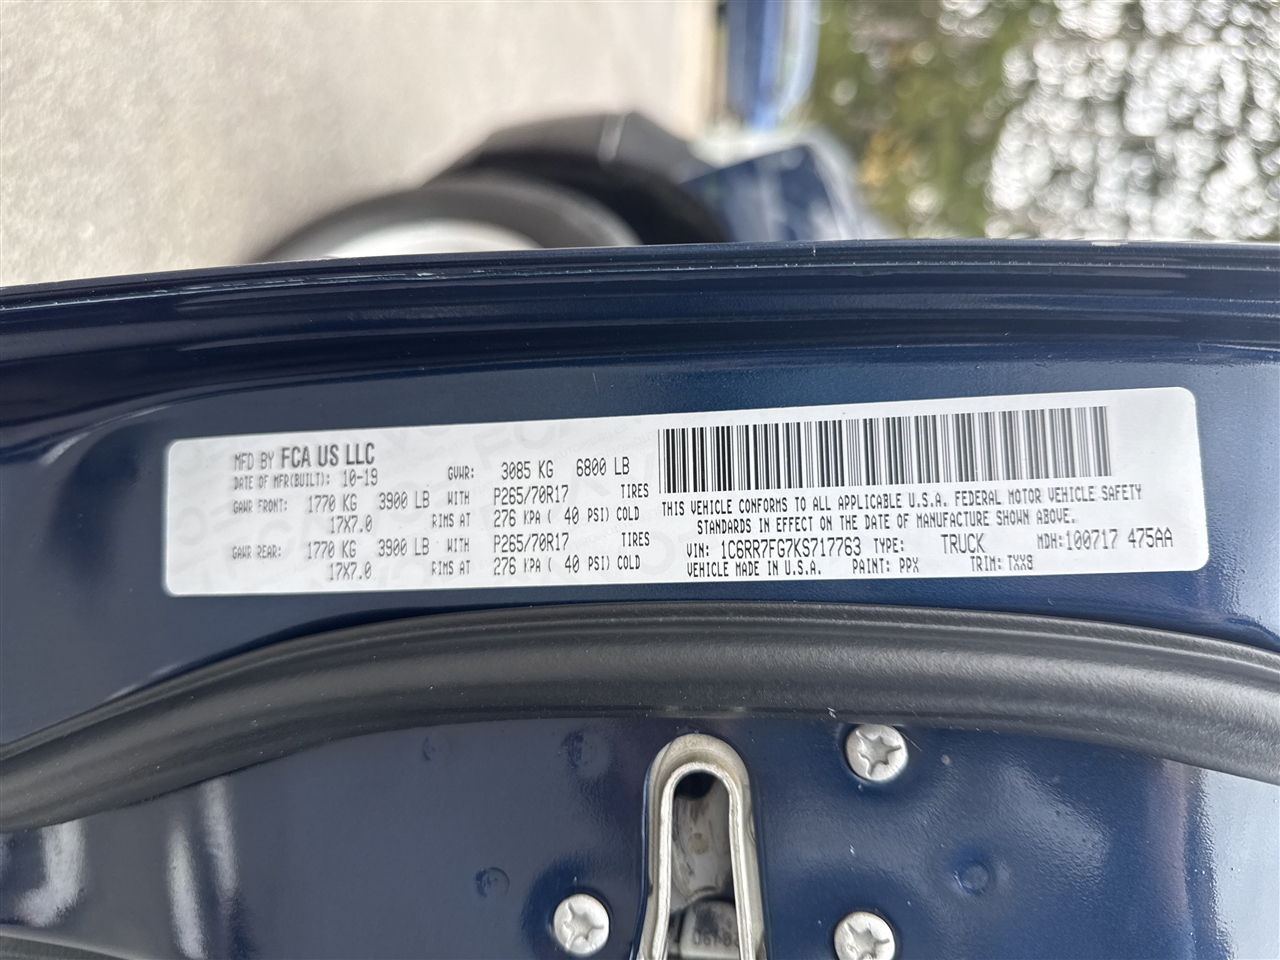 MFD BY FCA US LLC
DATE OF MFR(BUILT): 10-19
GVWR: 3085 KG 6800 LB
GAWR FRONT: 1770 KG 3900 LB WITH P265/70R17 TIRES
17X7.0 RIMS AT 276 KPA ( 40 PSI) COLD
GAWR REAR: 1770 KG 3900 LB WITH P265/70R17 TIRES
17X7.0 RIMS AT 276 KPA ( 40 PSI) COLD
THIS VEHICLE CONFORMS TO ALL APPLICABLE U.S.A. FEDERAL MOTOR VEHICLE SAFETY
STANDARDS IN EFFECT ON THE DATE OF MANUFACTURE SHOWN ABOVE.
VIN: 1C6RR7FG7KS717763 TYPE: TRUCK MDH:100717 475AA
VEHICLE MADE IN U.S.A. PAINT: PPX TRIM: TXX8